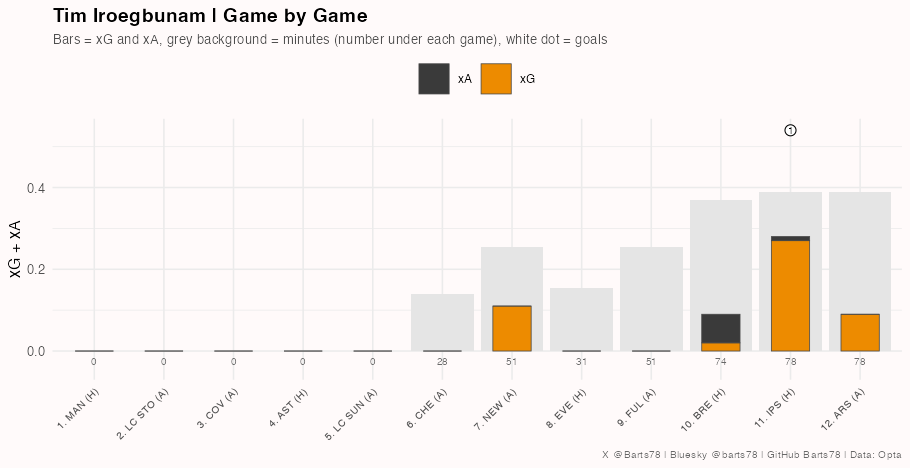 Tim Iroegbunam | Game by Game
Bars = xG and xA, grey background = minutes (number under each game), white dot = goals
xA xG
1
xG + xA
0.4
0.2
0.0
0 0 0 0 0 28 51 31 51 74 78 78
1. MAN (H) 2. LC STO (A) 3. COV (A) 4. AST (H) 5. LC SUN (A) 6. CHE (A) 7. NEW (A) 8. EVE (H) 9. FUL (A) 10. BRE (H) 11. IPS (H) 12. ARS (A)
X @Barts78 | Bluesky @barts78 | GitHub Barts78 | Data: Opta